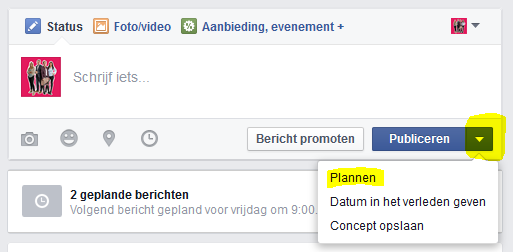 Status Foto/video Aanbieding, evenement +
Schrijf iets...
Bericht promoten Publiceren
Plannen
Datum in het verleden geven
Concept opslaan
2 geplande berichten
Volgend bericht gepland voor vrijdag om 9:00.